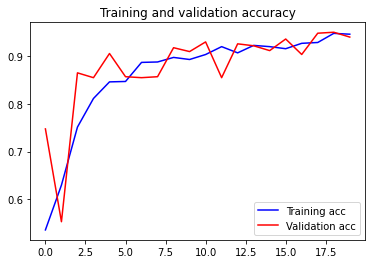 Training and validation accuracy
0.9
0.8
0.7
0.6
Training acc
Validation acc
0.0 2.5 5.0 7.5 10.0 12.5 15.0 17.5